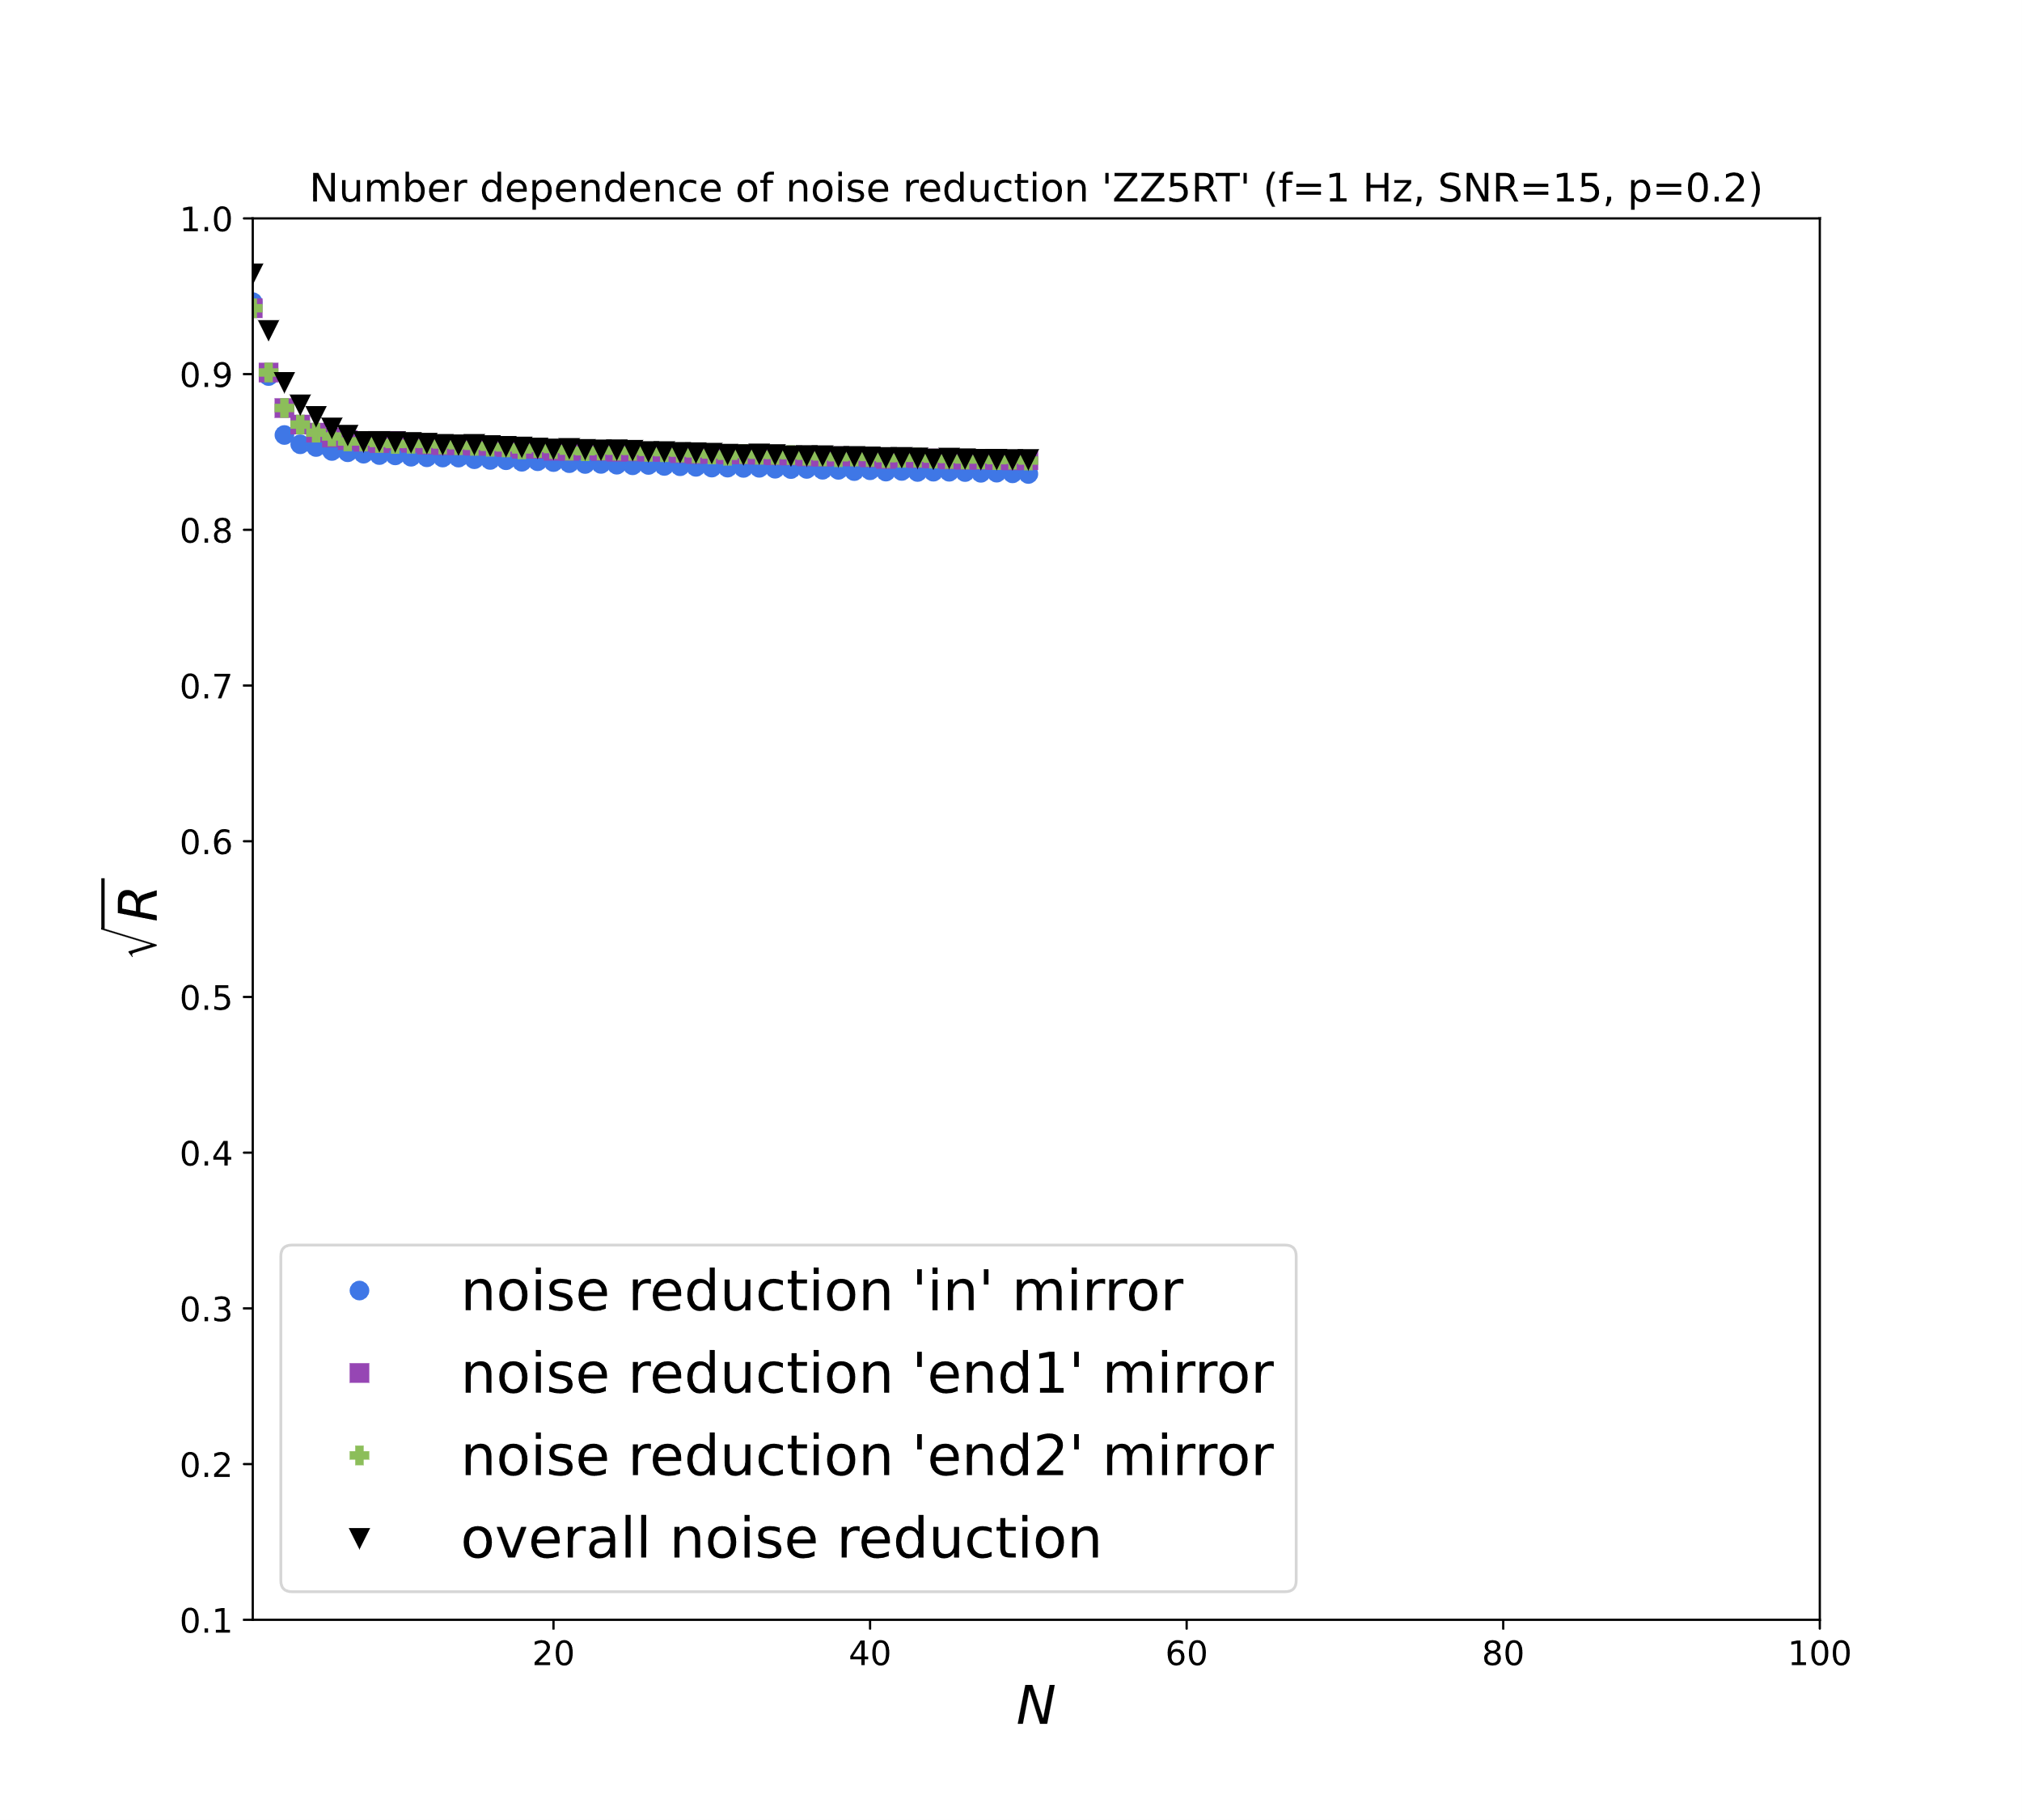 Number dependence of noise reduction 'ZZ5RT' (f=1 Hz, SNR=15, p=0.2)
1.0
0.9
0.8
0.7
0.6
0.5
0.4
0.3
0.2
0.1
√R
noise reduction 'in' mirror
noise reduction 'end1' mirror
noise reduction 'end2' mirror
overall noise reduction
20 40 60 80 100
N